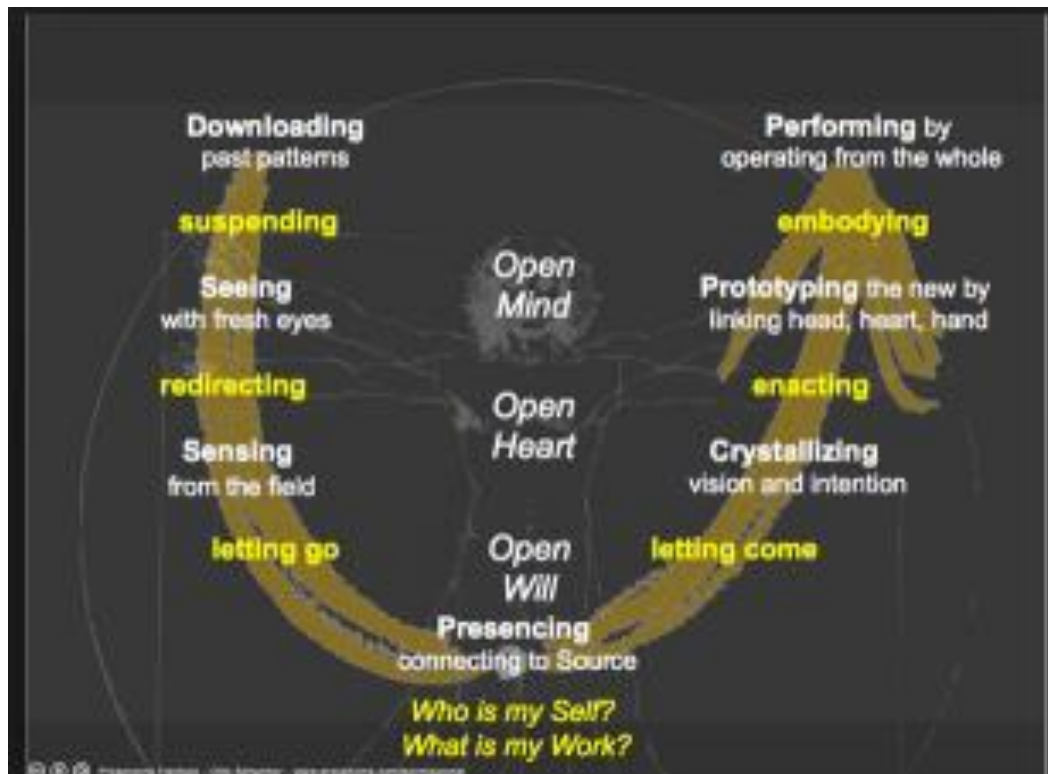 Downloading
past patterns
suspending
Seeing
with fresh eyes
redirecting
Sensing
from the field
letting go
Open
Mind
Open
Heart
Open
Will
Presencing
connecting to Source
Who is my Self?
What is my Work?
Performing by
operating from the whole
embodying
Prototyping the new by
linking head, heart, hand
enacting
Crystallizing
vision and intention
letting come